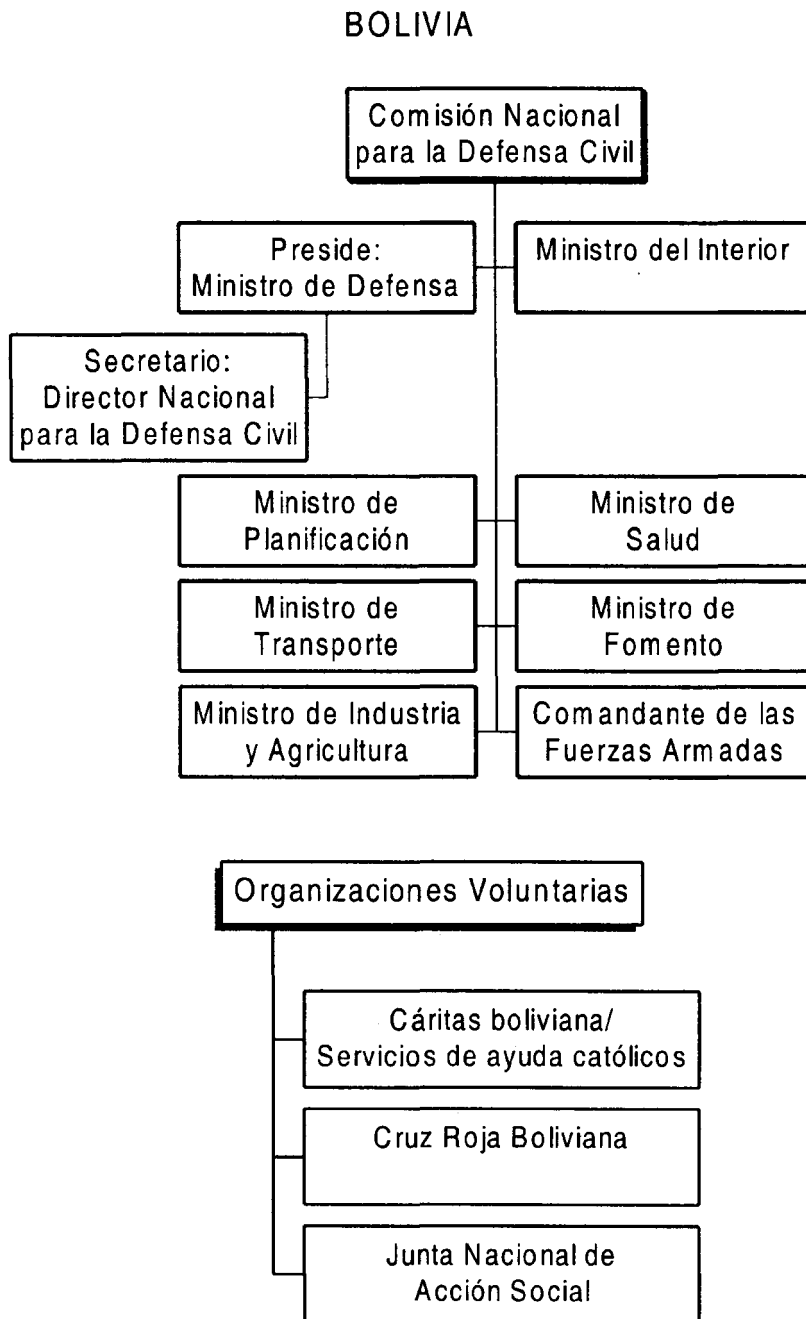 BOLIVIA
Comisión Nacional
para la Defensa Civil
Preside:
Ministro de Defensa
Ministro del Interior
Secretario:
Director Nacional
para la Defensa Civil
Ministro de
Planificación
Ministro de
Salud
Ministro de
Transporte
Ministro de
Fomento
Ministro de Industria
y Agricultura
Comandante de las
Fuerzas Armadas
Organizaciones Voluntarias
Cáritas boliviana/
Servicios de ayuda católicos
Cruz Roja Boliviana
Junta Nacional de
Acción Social